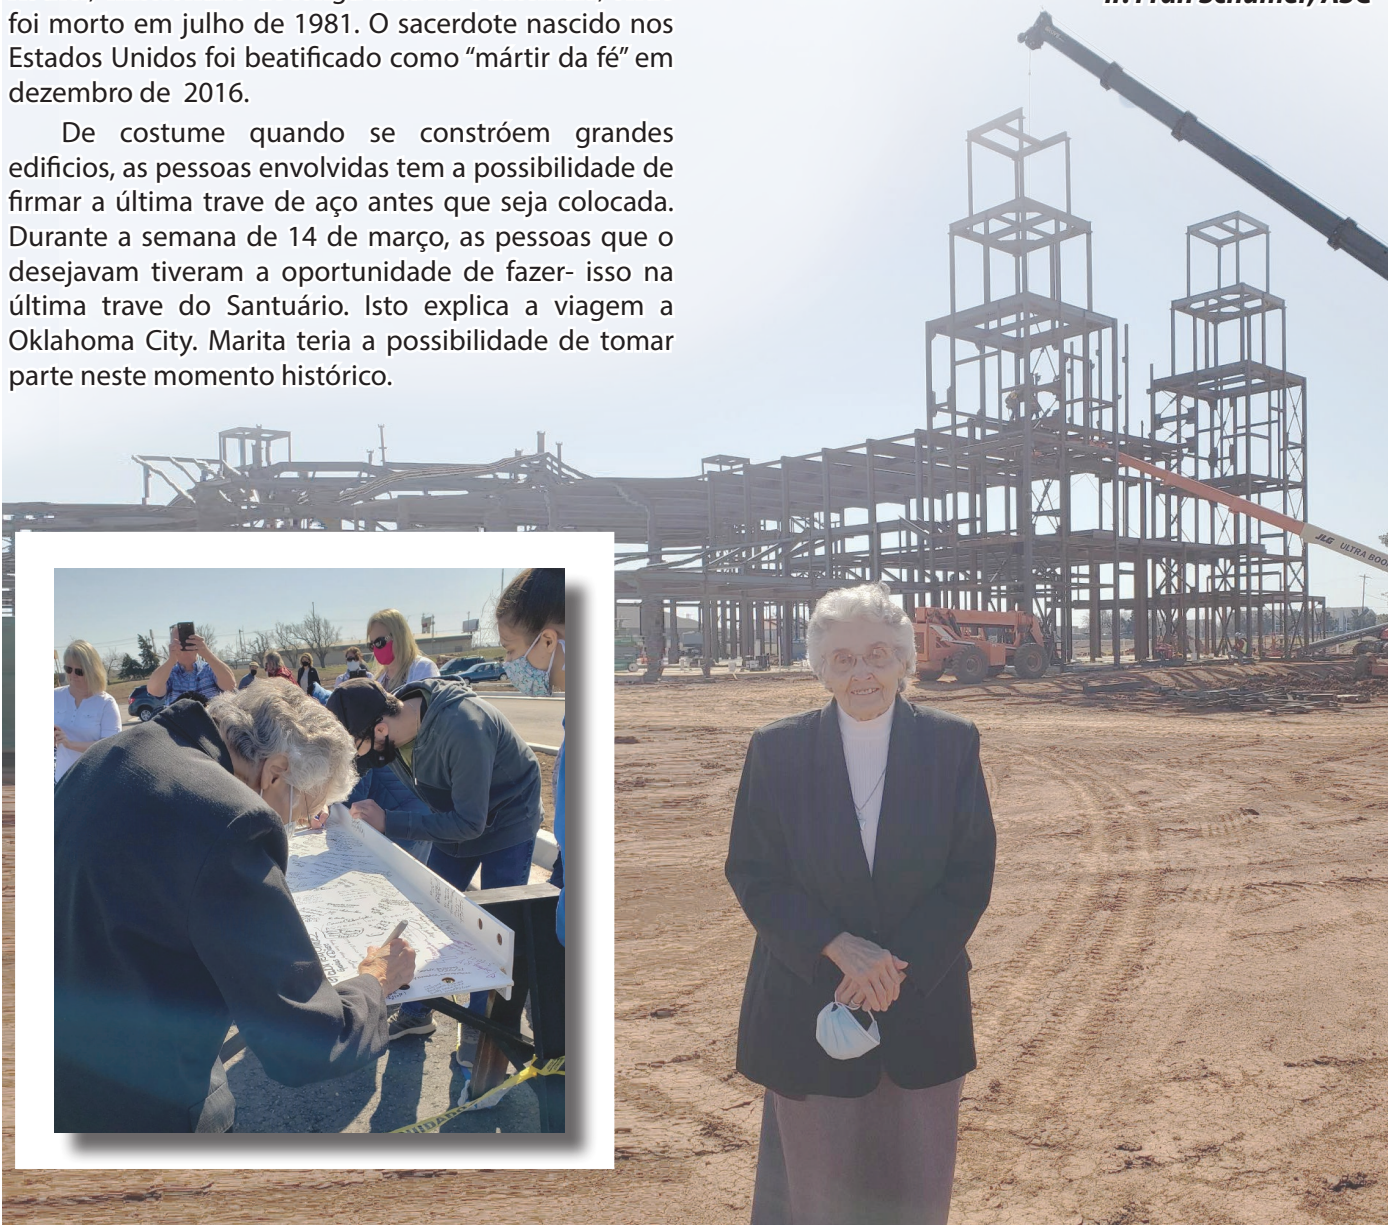 foi morto em julho de 1981. O sacerdote nascido nos
Estados Unidos foi beatificado como “mártir da fé” em
dezembro de 2016.
De costume quando se constróem grandes
edificios, as pessoas envolvidas tem a possibilidade de
firmar a última trave de aço antes que seja colocada.
Durante a semana de 14 de março, as pessoas que o
desejavam tiveram a oportunidade de fazer- isso na
última trave do Santuário. Isto explica a viagem a
Oklahoma City. Marita teria a possibilidade de tomar
parte neste momento histórico.
Ir. Fran Schumer, ASC
JLG ULTRA BOO